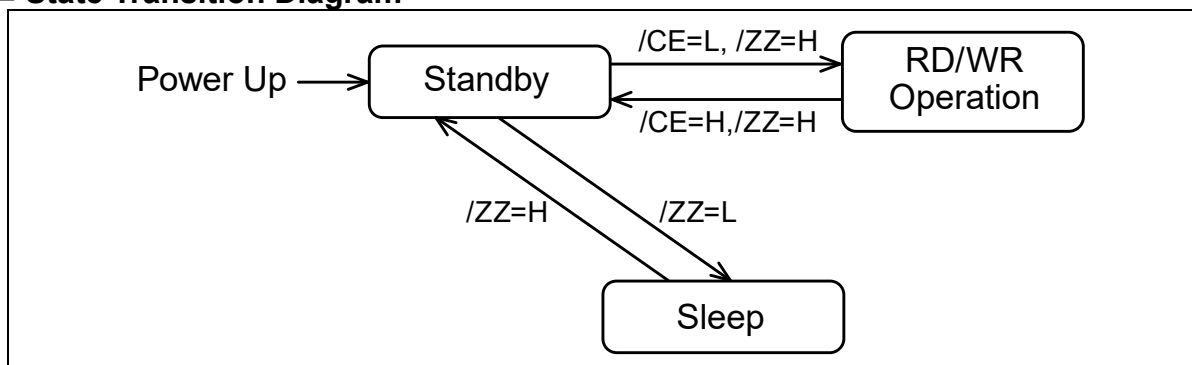 State Transition Diagram
/CE=L, /ZZ=H
Power Up
Standby
RD/WR
Operation
/CE=H,/ZZ=H
/ZZ=H
/ZZ=L
Sleep